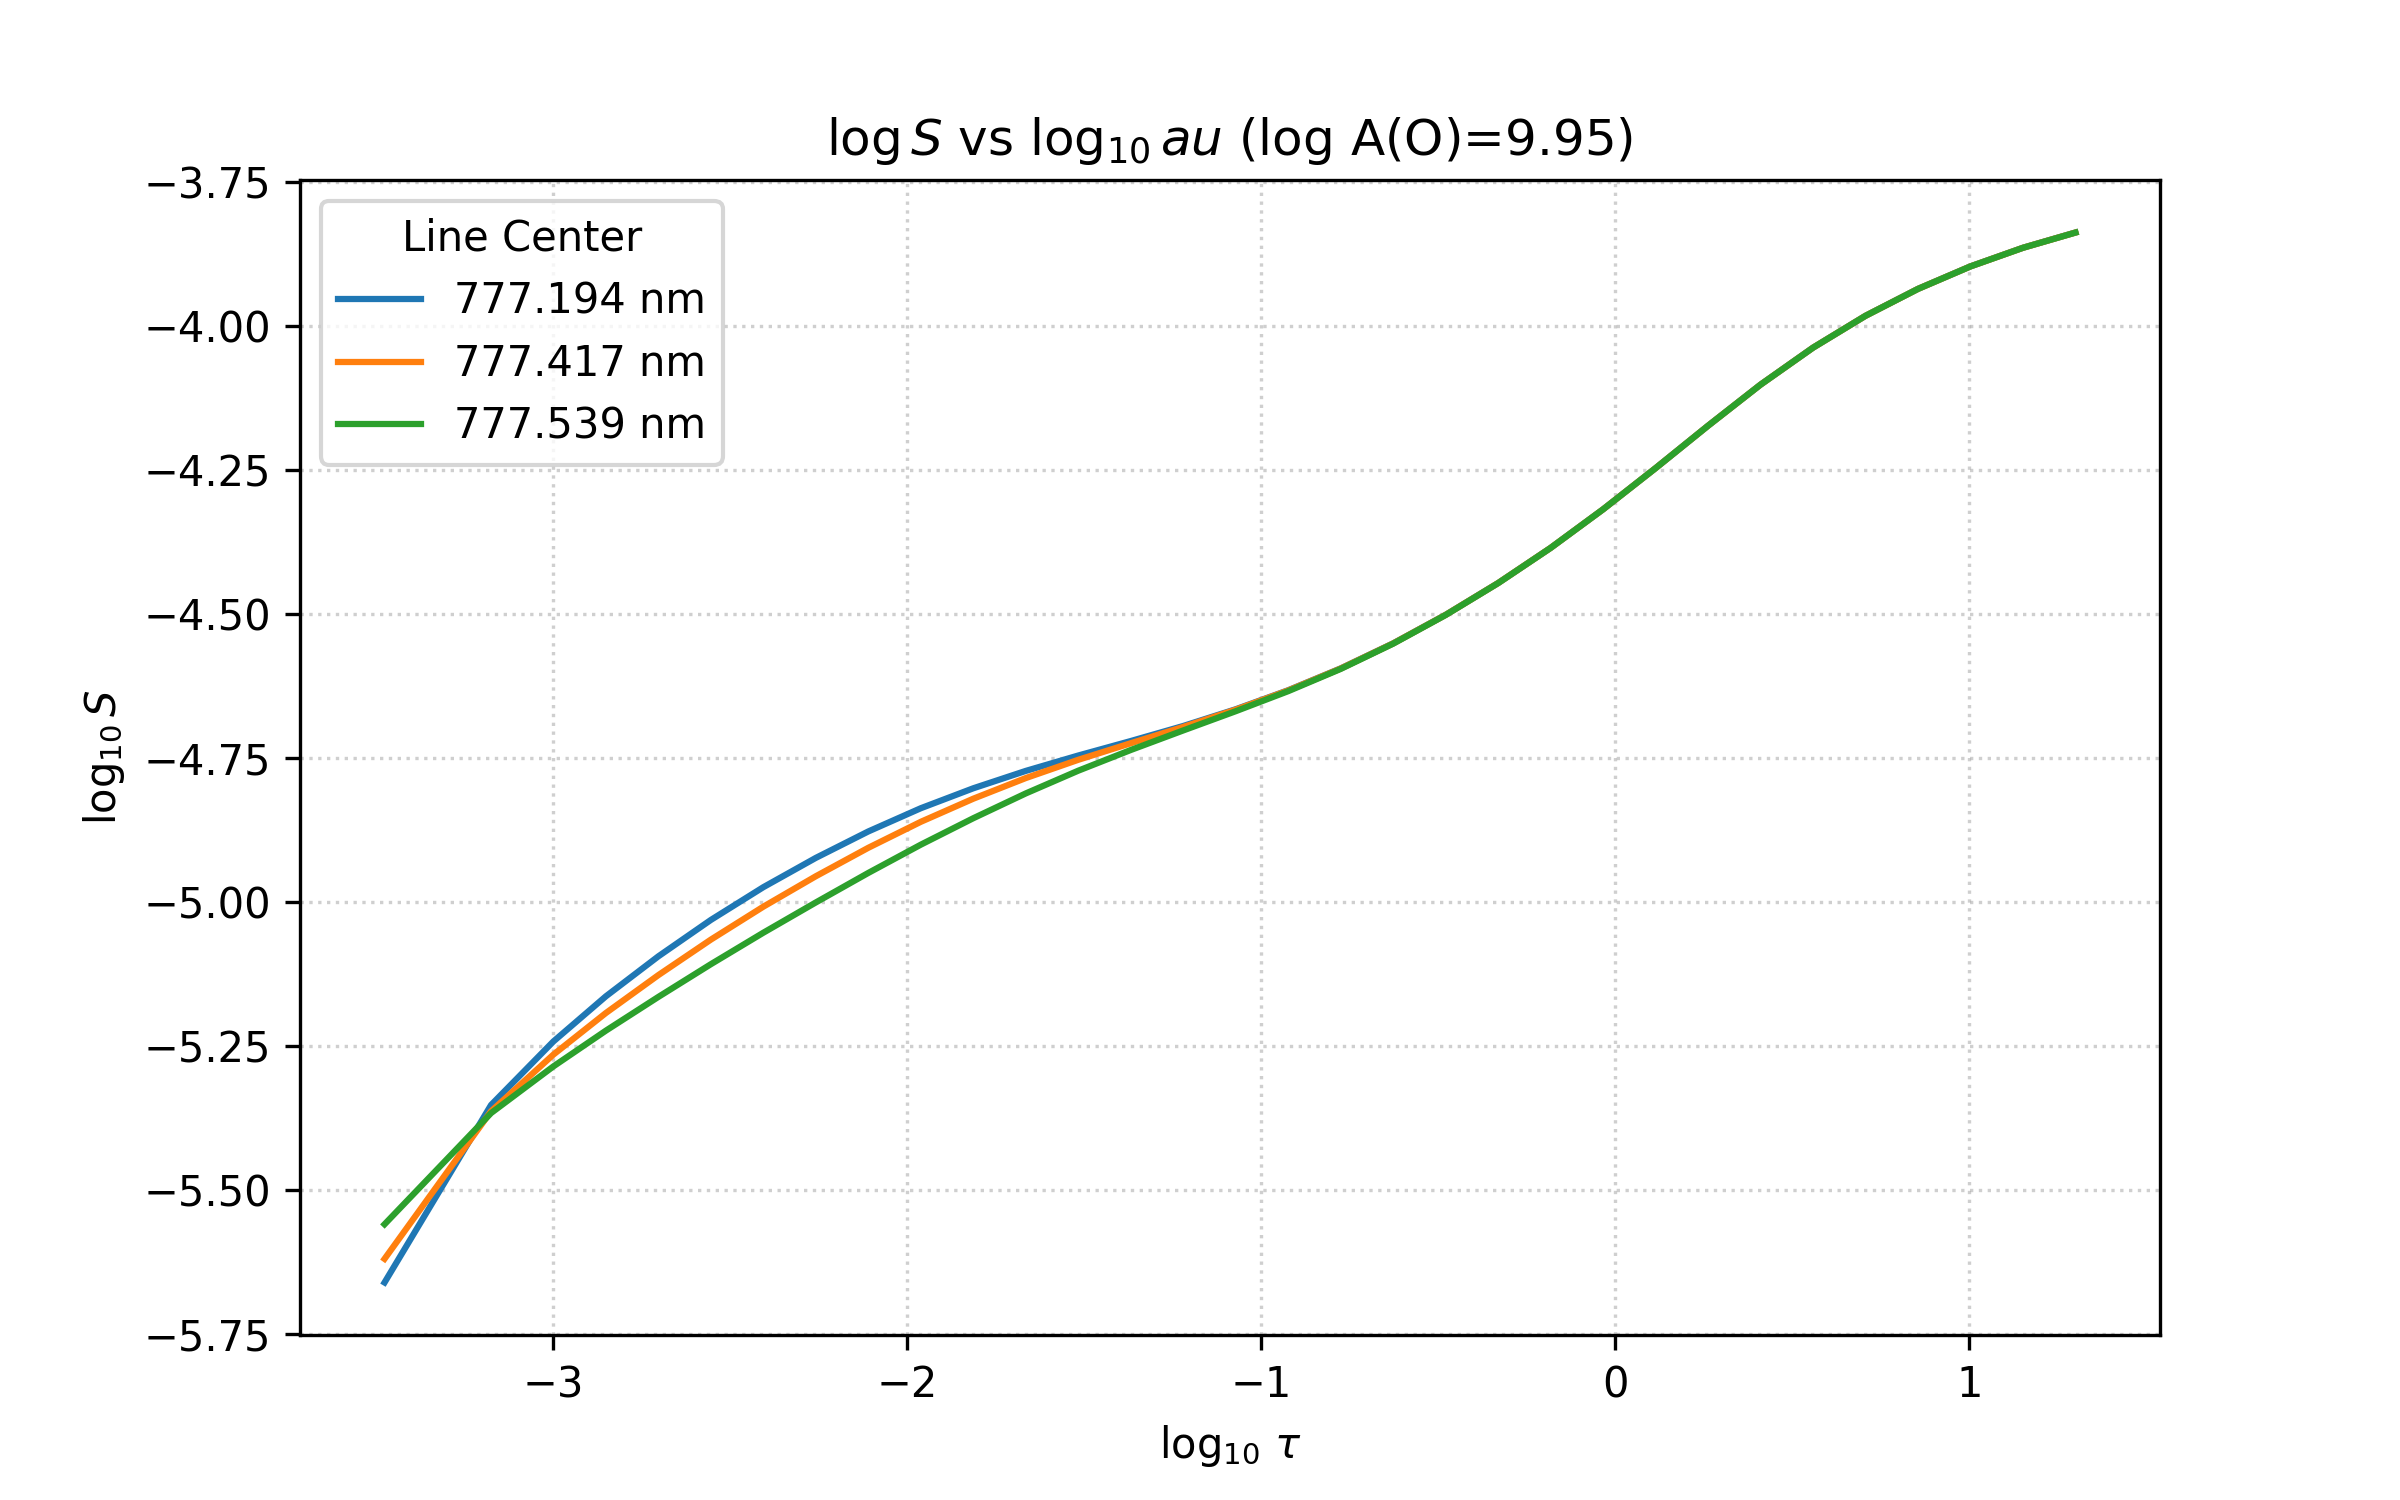 log S vs log₁₀ au (log A(O)=9.95)
−3.75
−4.00
−4.25
−4.50
−4.75
−5.00
−5.25
−5.50
−5.75
log₁₀ S
Line Center
777.194 nm
777.417 nm
777.539 nm
−3
−2
−1
0
1
log₁₀ τ